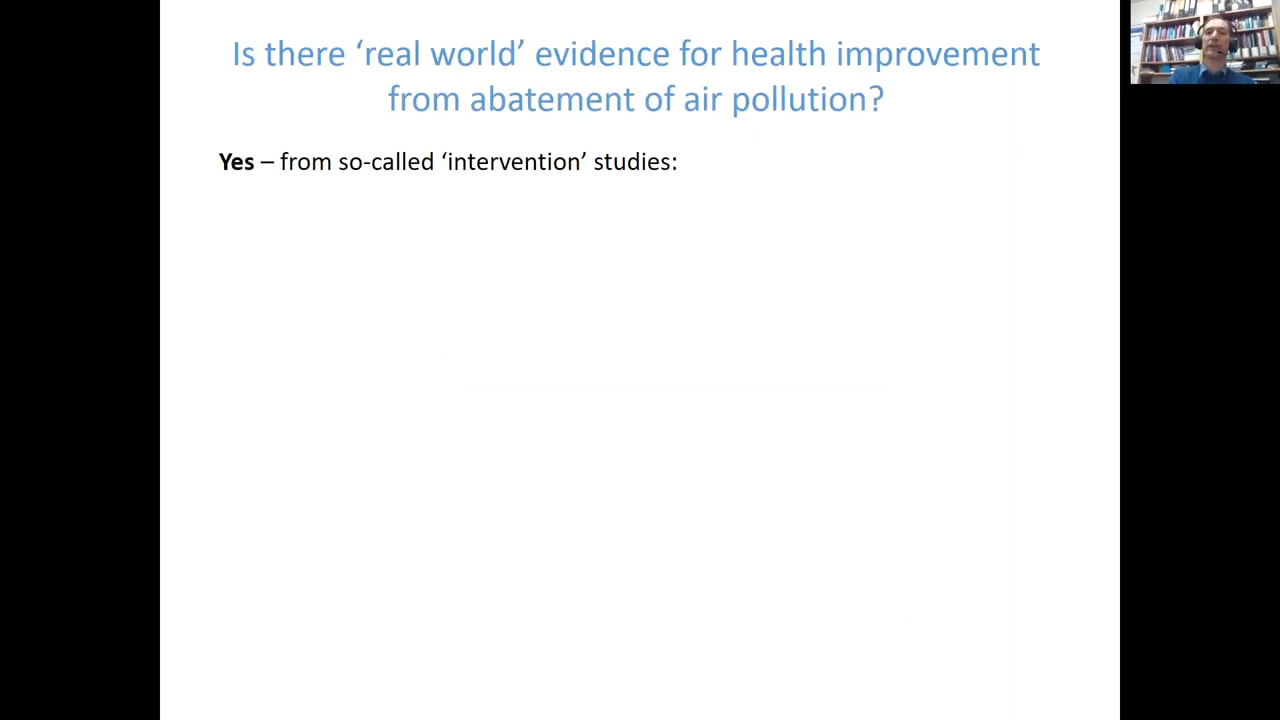 Is there ‘real world’ evidence for health improvement
from abatement of air pollution?
Yes – from so-called ‘intervention’ studies: